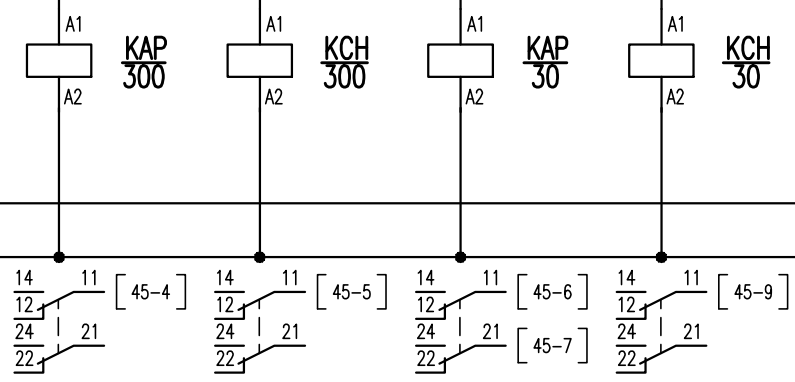 A1 A1 A1 A1
KAP KCH KAP KCH
300 300 30 30
A2 A2 A2 A2
14 11 14 11 14 11 14 11
12 [45-4] 12 [45-5] 12 [45-6] 12 [45-9]
24 21 24 21 24 21 24 21
22 22 22 [45-7] 22